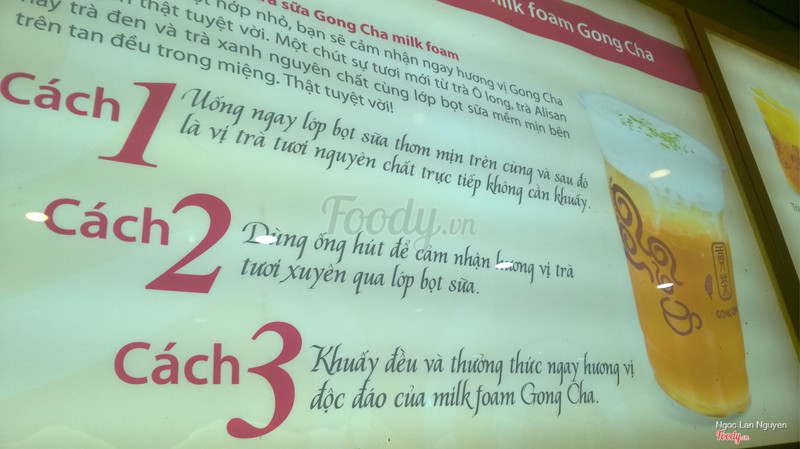 milk foam Gong Cha
trà sữa Gong Cha milk foam
hớp nhỏ, bạn sẽ cảm nhận ngay hương vị Gong Cha
thật tuyệt vời. Một chút sự tươi mới từ trà Ô long, trà Alisan
hay trà đen và trà xanh nguyên chất cùng lớp bọt sữa mềm mịn bên
trên tan đều trong miệng. Thật tuyệt vời!
Cách 1
Uống ngay lớp bọt sữa thơm mịn trên cùng và sau đó
là vị trà tươi nguyên chất trực tiếp không cần khuấy.
Foody.vn
Cách 2
Dùng ống hút để cảm nhận hương vị trà
tươi xuyên qua lớp bọt sữa.
Cách 3
Khuấy đều và thưởng thức ngay hương vị
độc đáo của milk foam Gong Cha.
Ngoc Lan Nguyen
Foody.vn